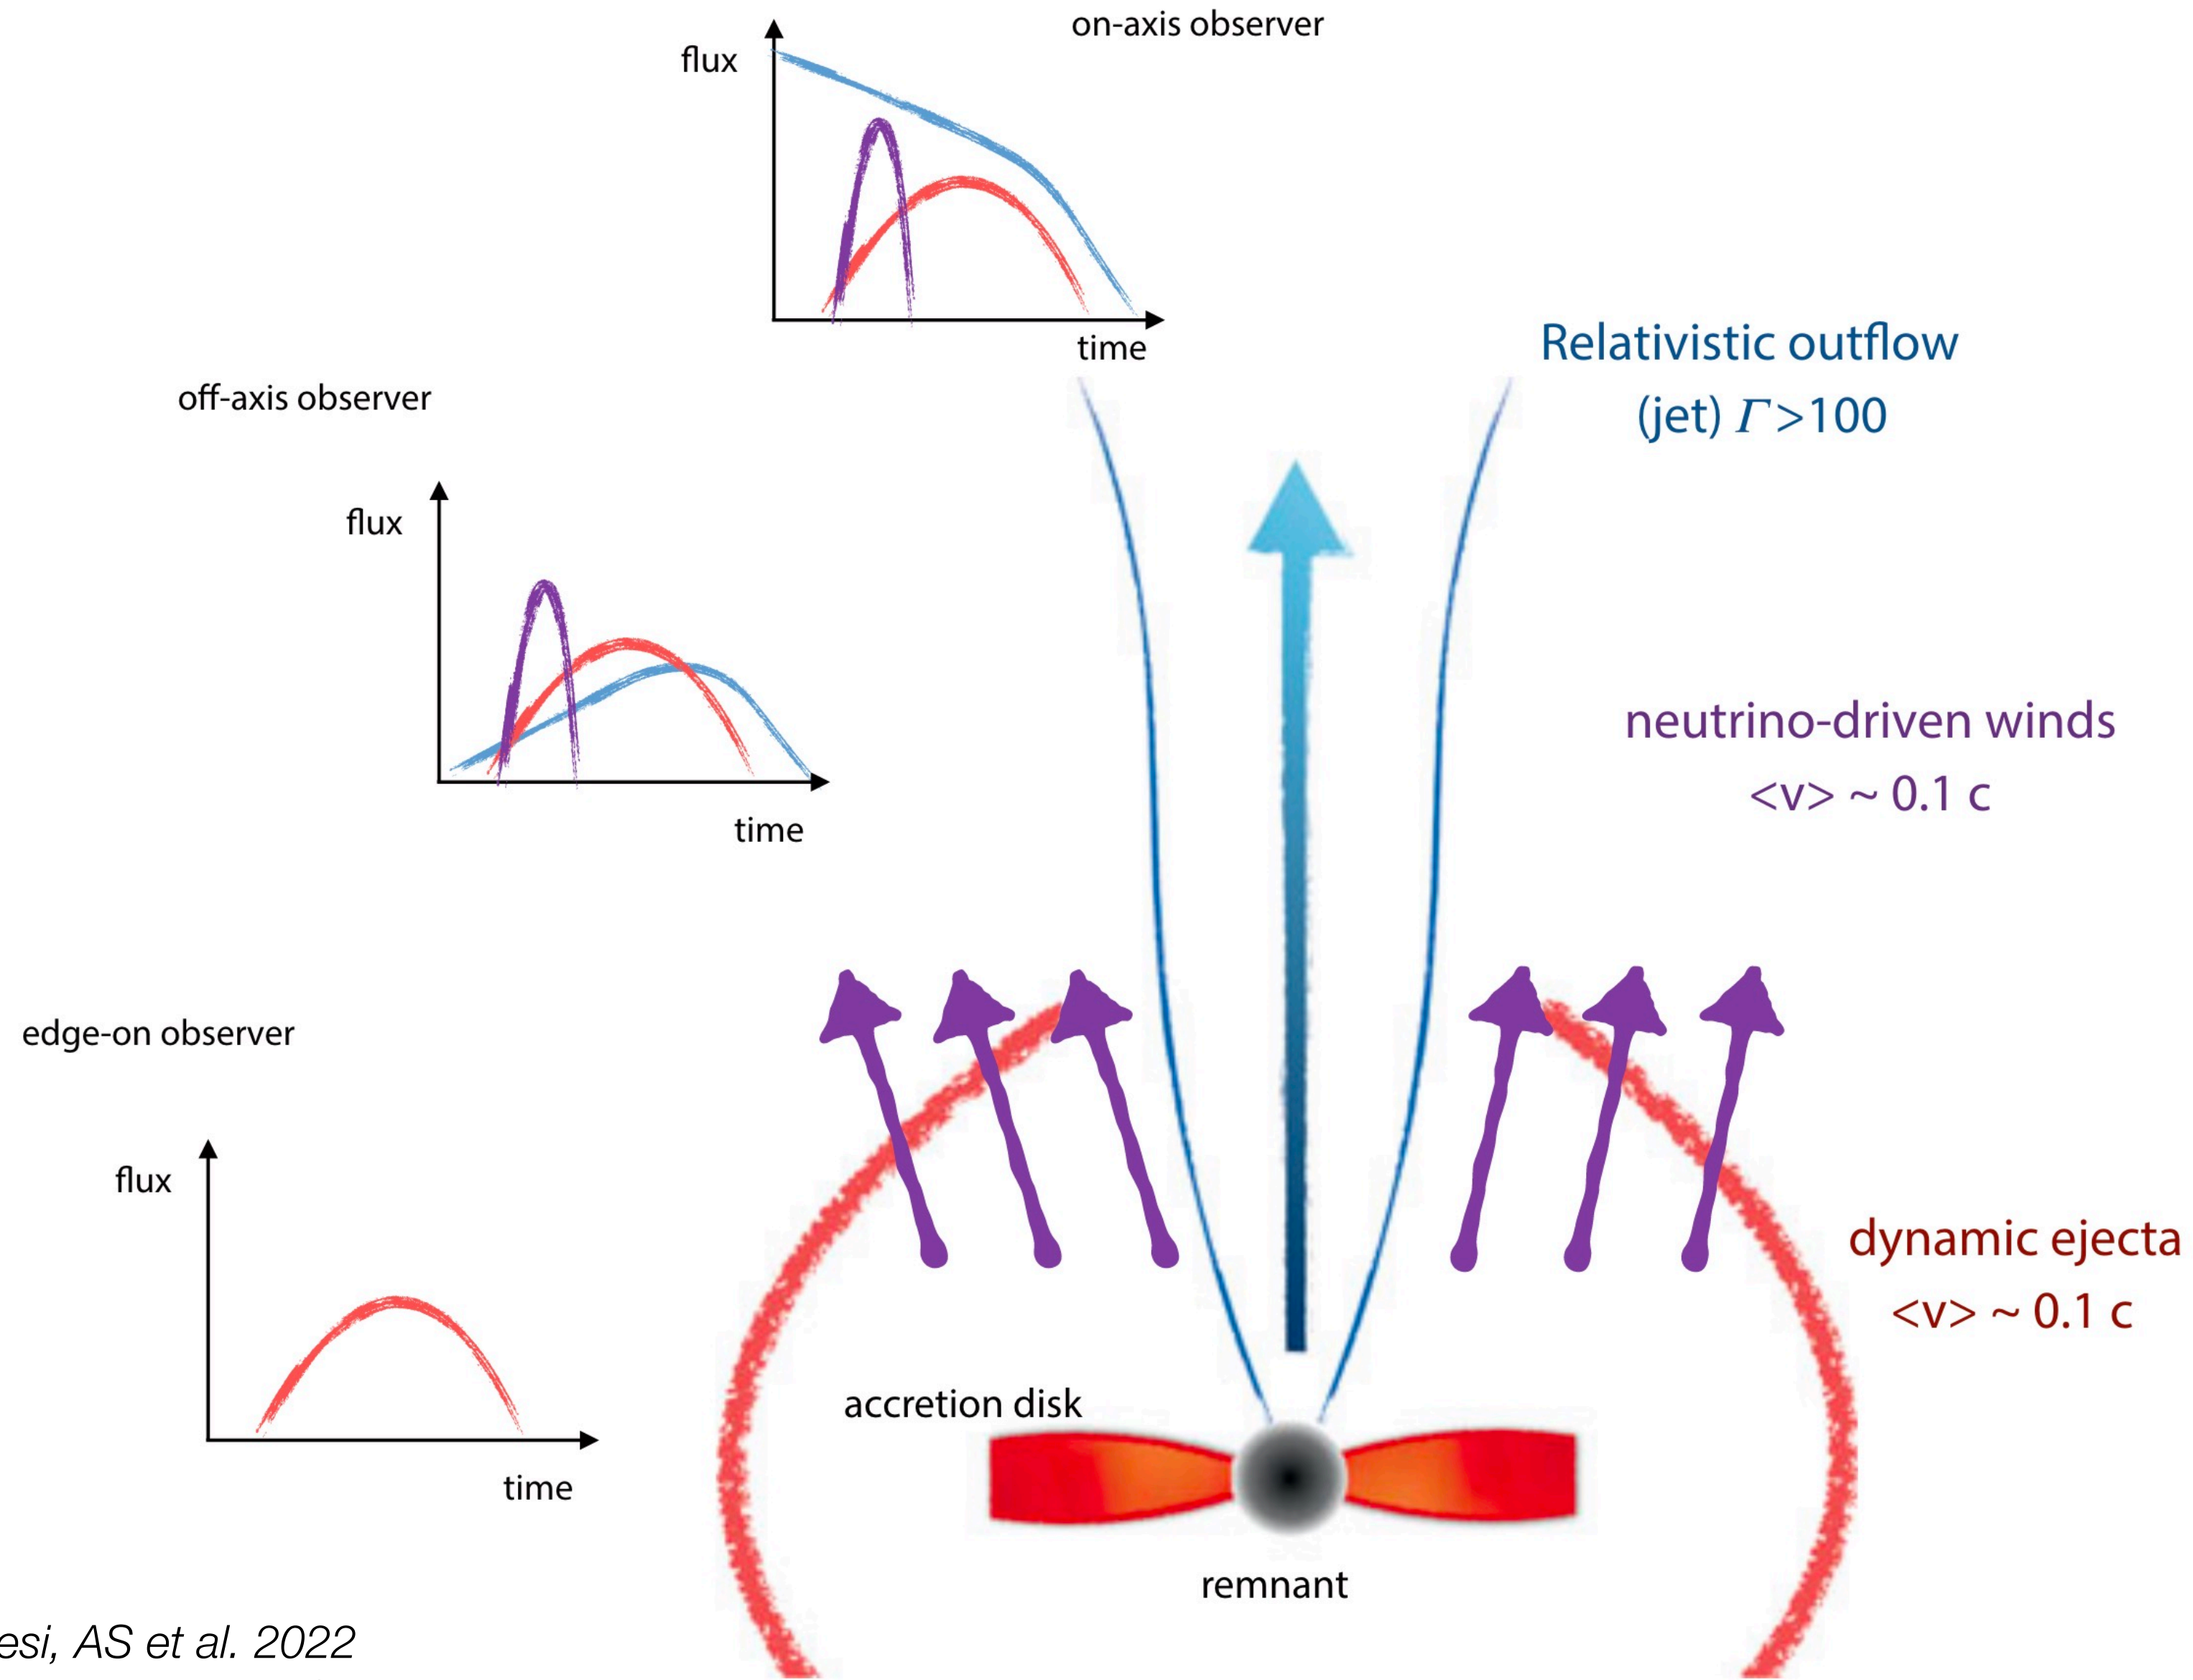 on-axis observer
flux
time
Relativistic outflow
(jet) Γ >100
off-axis observer
flux
time
neutrino-driven winds
<v> ~ 0.1 c
edge-on observer
flux
time
dynamic ejecta
<v> ~ 0.1 c
accretion disk
remnant
AS et al. 2022